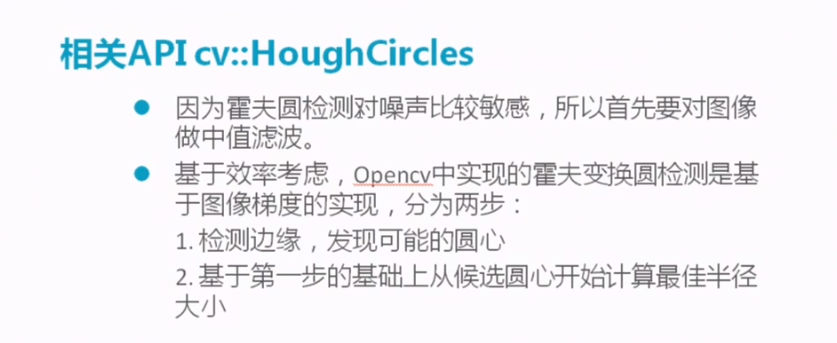 相关API cv::HoughCircles
因为霍夫圆检测对噪声比较敏感，所以首先要对图像
做中值滤波。
基于效率考虑，Opencv中实现的霍夫变换圆检测是基
于图像梯度的实现，分为两步：
1. 检测边缘，发现可能的圆心
2. 基于第一步的基础上从候选圆心开始计算最佳半径
大小